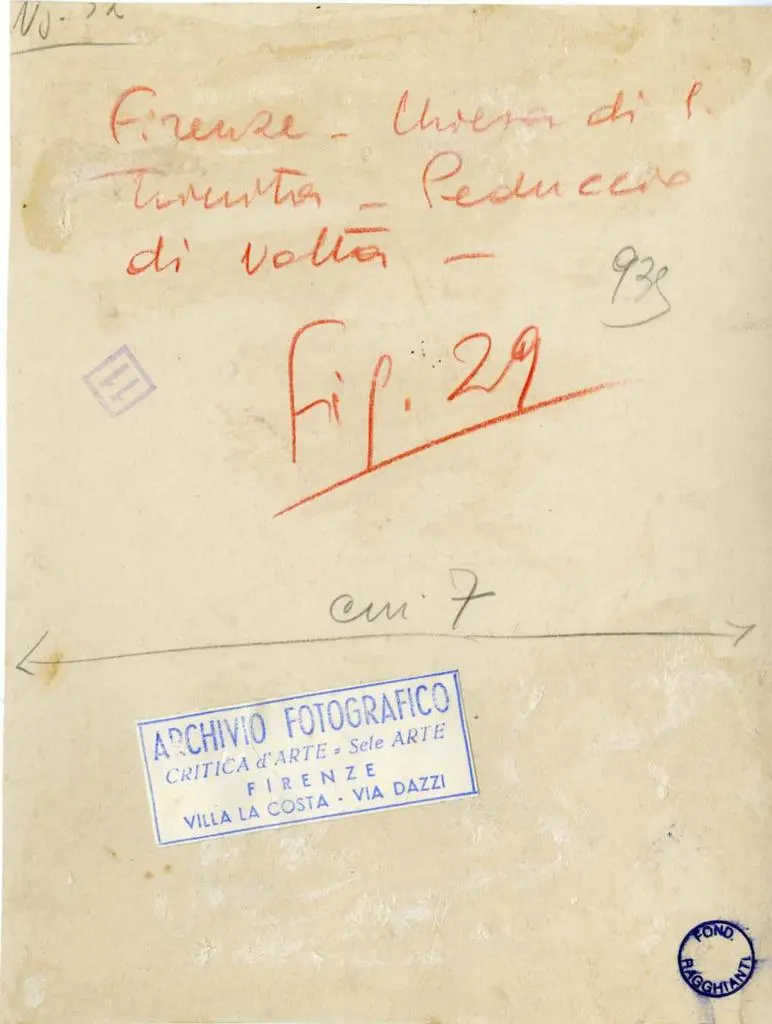 Firenze - Chiesa di S.
Trinita - Peduccio
di volta -
Fig. 29
cm. 7
ARCHIVIO FOTOGRAFICO
CRITICA d'ARTE = Sele ARTE
FIRENZE
VILLA LA COSTA - VIA DAZZI
FOND. RAGGHIANTI